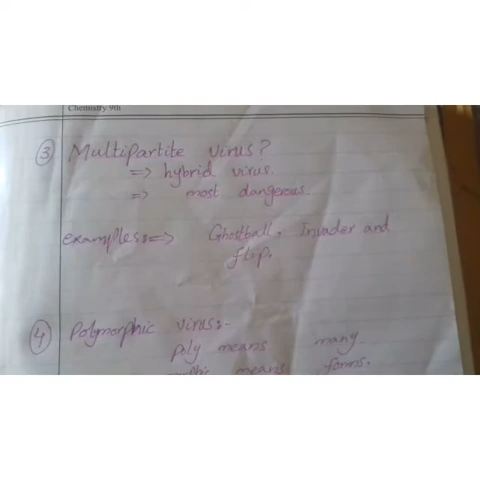 Chemistry 9th
③ Multipartite virus?
=> hybrid virus.
=> most dangerous.
examples:=> Ghostball, Invader and
flip.
④ Polymorphic virus:-
poly means many.
morphic means forms.